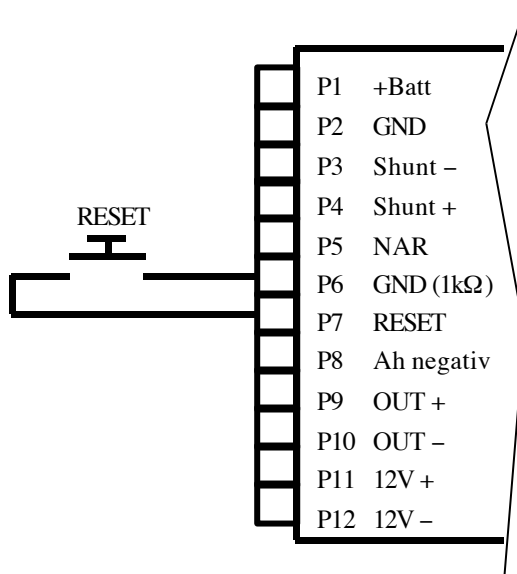 P1 +Batt
P2 GND
P3 Shunt −
P4 Shunt +
RESET
P5 NAR
P6 GND (1kΩ)
P7 RESET
P8 Ah negativ
P9 OUT +
P10 OUT −
P11 12V +
P12 12V −